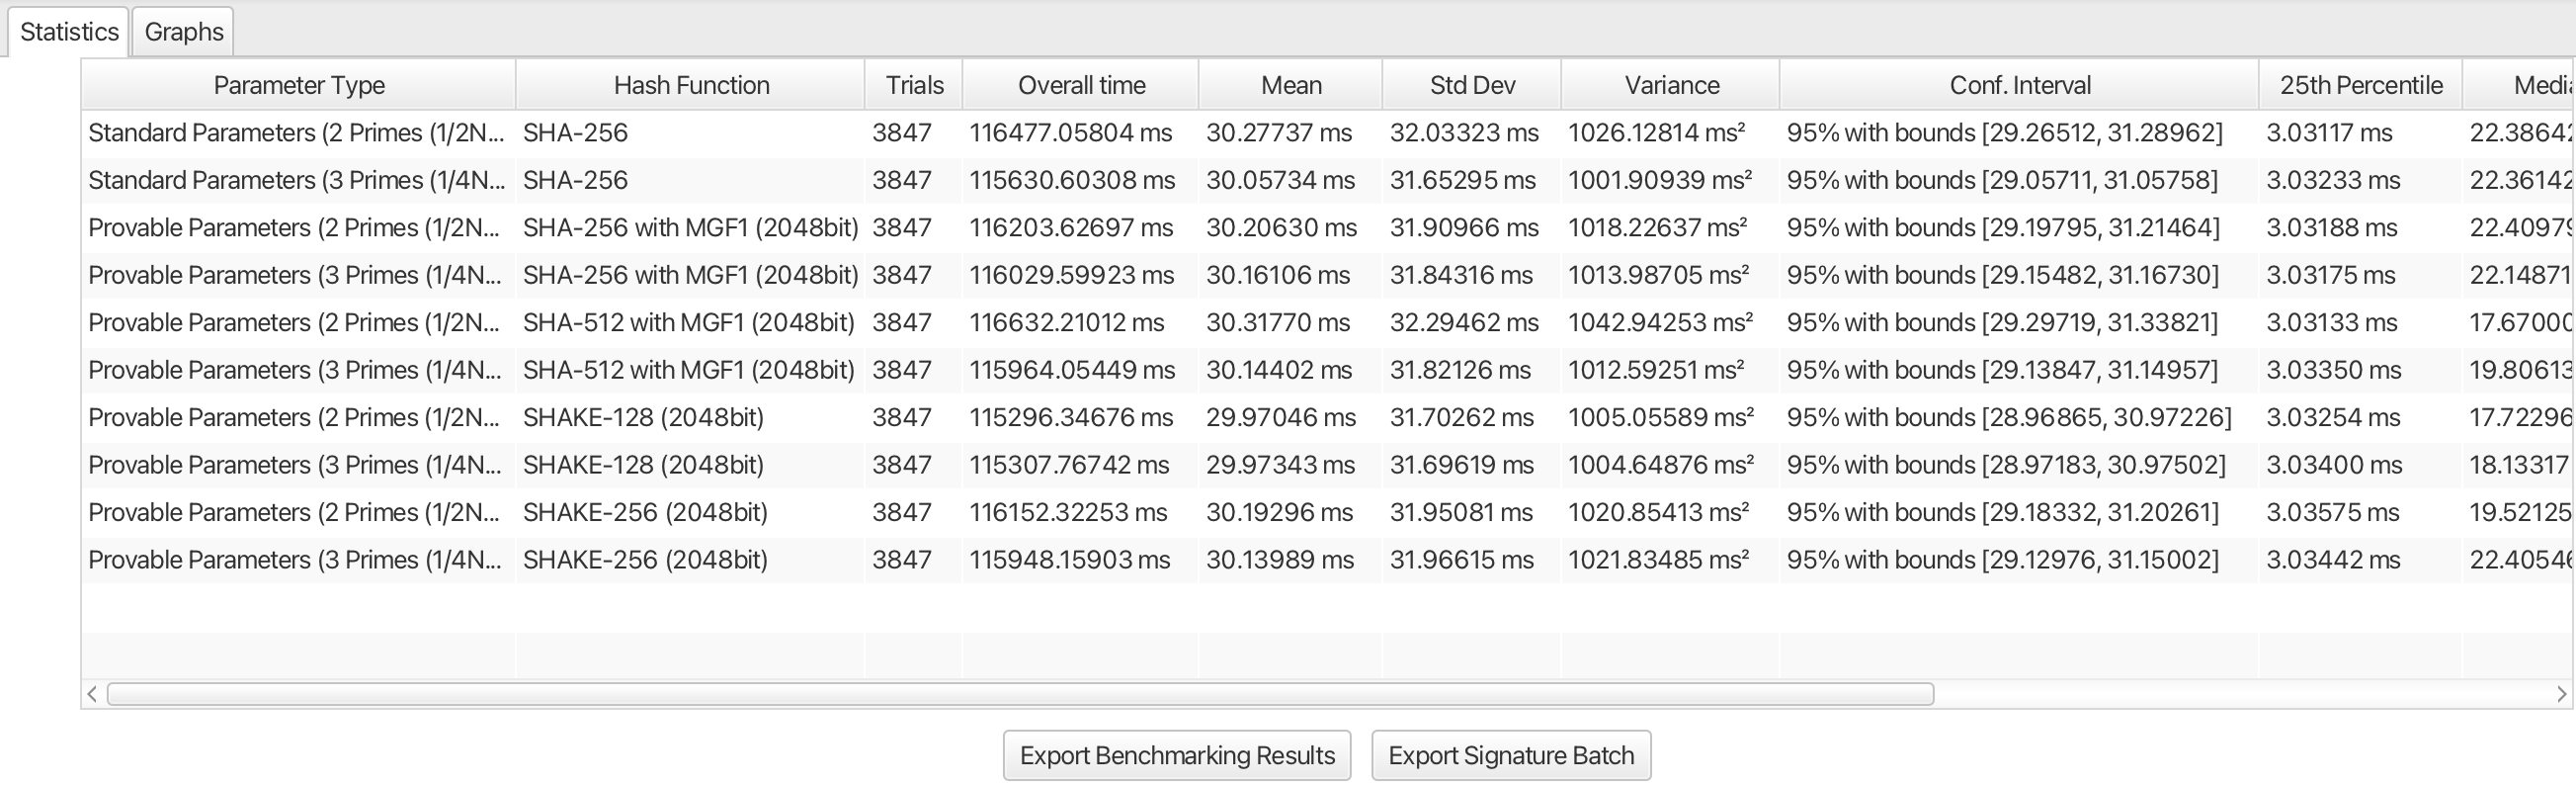 Statistics Graphs
Parameter Type Hash Function Trials Overall time Mean Std Dev Variance Conf. Interval 25th Percentile
Standard Parameters (2 Primes (1/2N... SHA-256 3847 116477.05804 ms 30.27737 ms 32.03323 ms 1026.12814 ms² 95% with bounds [29.26512, 31.28962] 3.03117 ms 22.3864
Standard Parameters (3 Primes (1/4N... SHA-256 3847 115630.60308 ms 30.05734 ms 31.65295 ms 1001.90939 ms² 95% with bounds [29.05711, 31.05758] 3.03233 ms 22.36142
Provable Parameters (2 Primes (1/2N... SHA-256 with MGF1 (2048bit) 3847 116203.62697 ms 30.20630 ms 31.90966 ms 1018.22637 ms² 95% with bounds [29.19795, 31.21464] 3.03188 ms 22.4097
Provable Parameters (3 Primes (1/4N... SHA-256 with MGF1 (2048bit) 3847 116029.59923 ms 30.16106 ms 31.84316 ms 1013.98705 ms² 95% with bounds [29.15482, 31.16730] 3.03175 ms 22.14871
Provable Parameters (2 Primes (1/2N... SHA-512 with MGF1 (2048bit) 3847 116632.21012 ms 30.31770 ms 32.29462 ms 1042.94253 ms² 95% with bounds [29.29719, 31.33821] 3.03133 ms 17.6700
Provable Parameters (3 Primes (1/4N... SHA-512 with MGF1 (2048bit) 3847 115964.05449 ms 30.14402 ms 31.82126 ms 1012.59251 ms² 95% with bounds [29.13847, 31.14957] 3.03350 ms 19.80613
Provable Parameters (2 Primes (1/2N... SHAKE-128 (2048bit) 3847 115296.34676 ms 29.97046 ms 31.70262 ms 1005.05589 ms² 95% with bounds [28.96865, 30.97226] 3.03254 ms 17.72296
Provable Parameters (3 Primes (1/4N... SHAKE-128 (2048bit) 3847 115307.76742 ms 29.97343 ms 31.69619 ms 1004.64876 ms² 95% with bounds [28.97183, 30.97502] 3.03400 ms 18.13317
Provable Parameters (2 Primes (1/2N... SHAKE-256 (2048bit) 3847 116152.32253 ms 30.19296 ms 31.95081 ms 1020.85413 ms² 95% with bounds [29.18332, 31.20261] 3.03575 ms 19.52125
Provable Parameters (3 Primes (1/4N... SHAKE-256 (2048bit) 3847 115948.15903 ms 30.13989 ms 31.96615 ms 1021.83485 ms² 95% with bounds [29.12976, 31.15002] 3.03442 ms 22.4054
Export Benchmarking Results Export Signature Batch